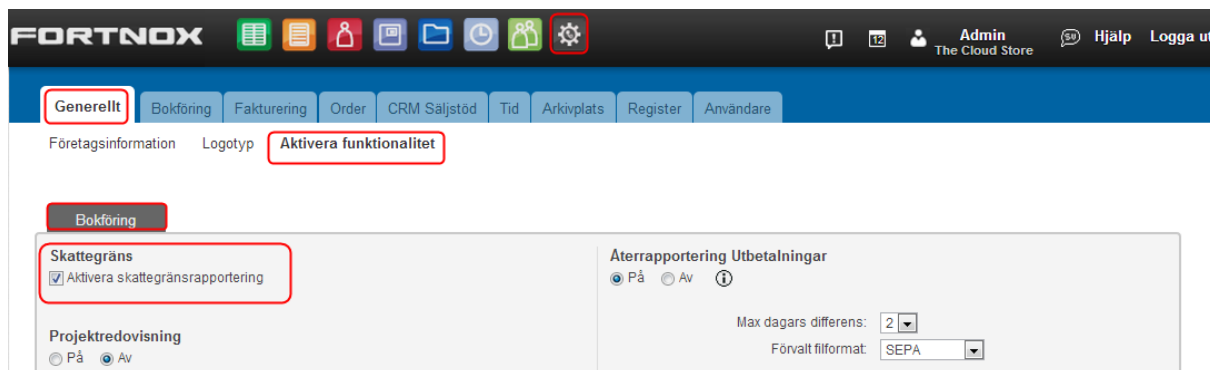 FORTNOX
12
Admin
The Cloud Store
SV
Hjälp
Logga ut
Generellt
Bokföring
Fakturering
Order
CRM Säljstöd
Tid
Arkivplats
Register
Användare
Företagsinformation
Logotyp
Aktivera funktionalitet
Bokföring
Skattegräns
Aktivera skattegränsrapportering
Projektredovisning
På
Av
Återrapportering Utbetalningar
På
Av
Max dagars differens:
2
Förvalt filformat:
SEPA